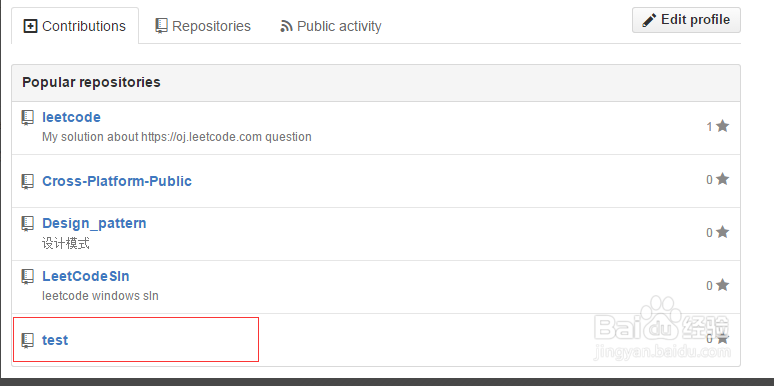 Contributions
Repositories
Public activity
Edit profile
Popular repositories
leetcode
My solution about https://oj.leetcode.com question
1
Cross-Platform-Public
0
Design_pattern
设计模式
0
LeetCodeSln
leetcode windows sln
0
test
0
Baidu 经验
jingyan.baidu.com